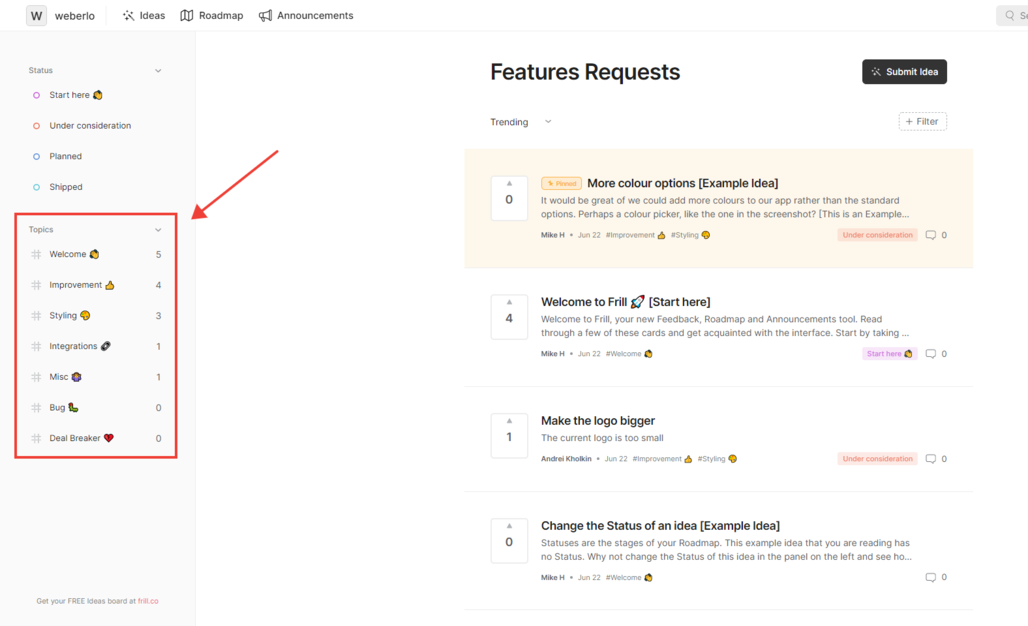 W weberlo Ideas Roadmap Announcements
Status
Start here
Under consideration
Planned
Shipped
Topics
Welcome 5
Improvement 4
Styling 3
Integrations 1
Misc 1
Bug 0
Deal Breaker 0
Get your FREE Ideas board at frill.co
Features Requests
Submit Idea
Trending
+ Filter
0
Pinned More colour options [Example Idea]
It would be great of we could add more colours to our app rather than the standard
options. Perhaps a colour picker, like the one in the screenshot? [This is an Example...
Mike H • Jun 22 #Improvement #Styling Under consideration 0
4
Welcome to Frill 🚀 [Start here]
Welcome to Frill, your new Feedback, Roadmap and Announcements tool. Read
through a few of these cards and get acquainted with the interface. Start by taking ...
Mike H • Jun 22 #Welcome Start here 0
1
Make the logo bigger
The current logo is too small
Andrei Kholkin • Jun 22 #Improvement #Styling Under consideration 0
0
Change the Status of an idea [Example Idea]
Statuses are the stages of your Roadmap. This example idea that you are reading has
no Status. Why not change the Status of this idea in the panel on the left and see ho...
Mike H • Jun 22 #Welcome 0